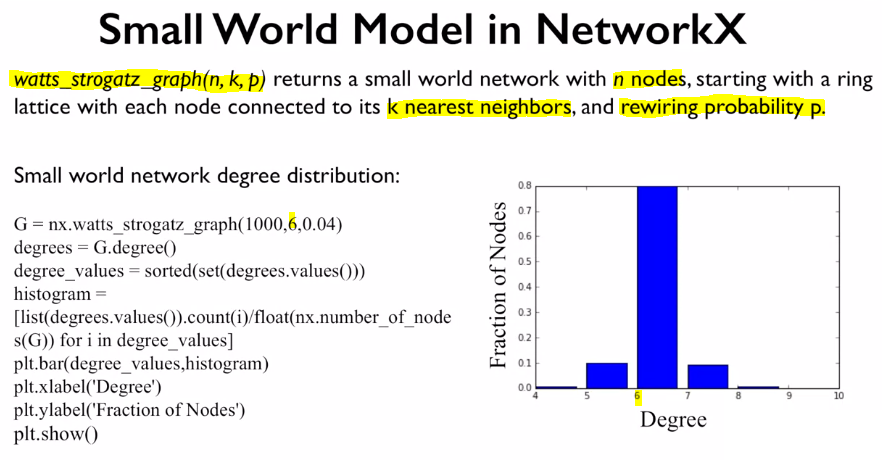 Small World Model in NetworkX
watts_strogatz_graph(n, k, p) returns a small world network with n nodes, starting with a ring
lattice with each node connected to its k nearest neighbors, and rewiring probability p.
Small world network degree distribution:
G = nx.watts_strogatz_graph(1000,6,0.04)
degrees = G.degree()
degree_values = sorted(set(degrees.values()))
histogram =
[list(degrees.values()).count(i)/float(nx.number_of_node
s(G)) for i in degree_values]
plt.bar(degree_values,histogram)
plt.xlabel('Degree')
plt.ylabel('Fraction of Nodes')
plt.show()
Fraction of Nodes
0.8
0.7
0.6
0.5
0.4
0.3
0.2
0.1
0.0
4 5 6 7 8 9 10
Degree